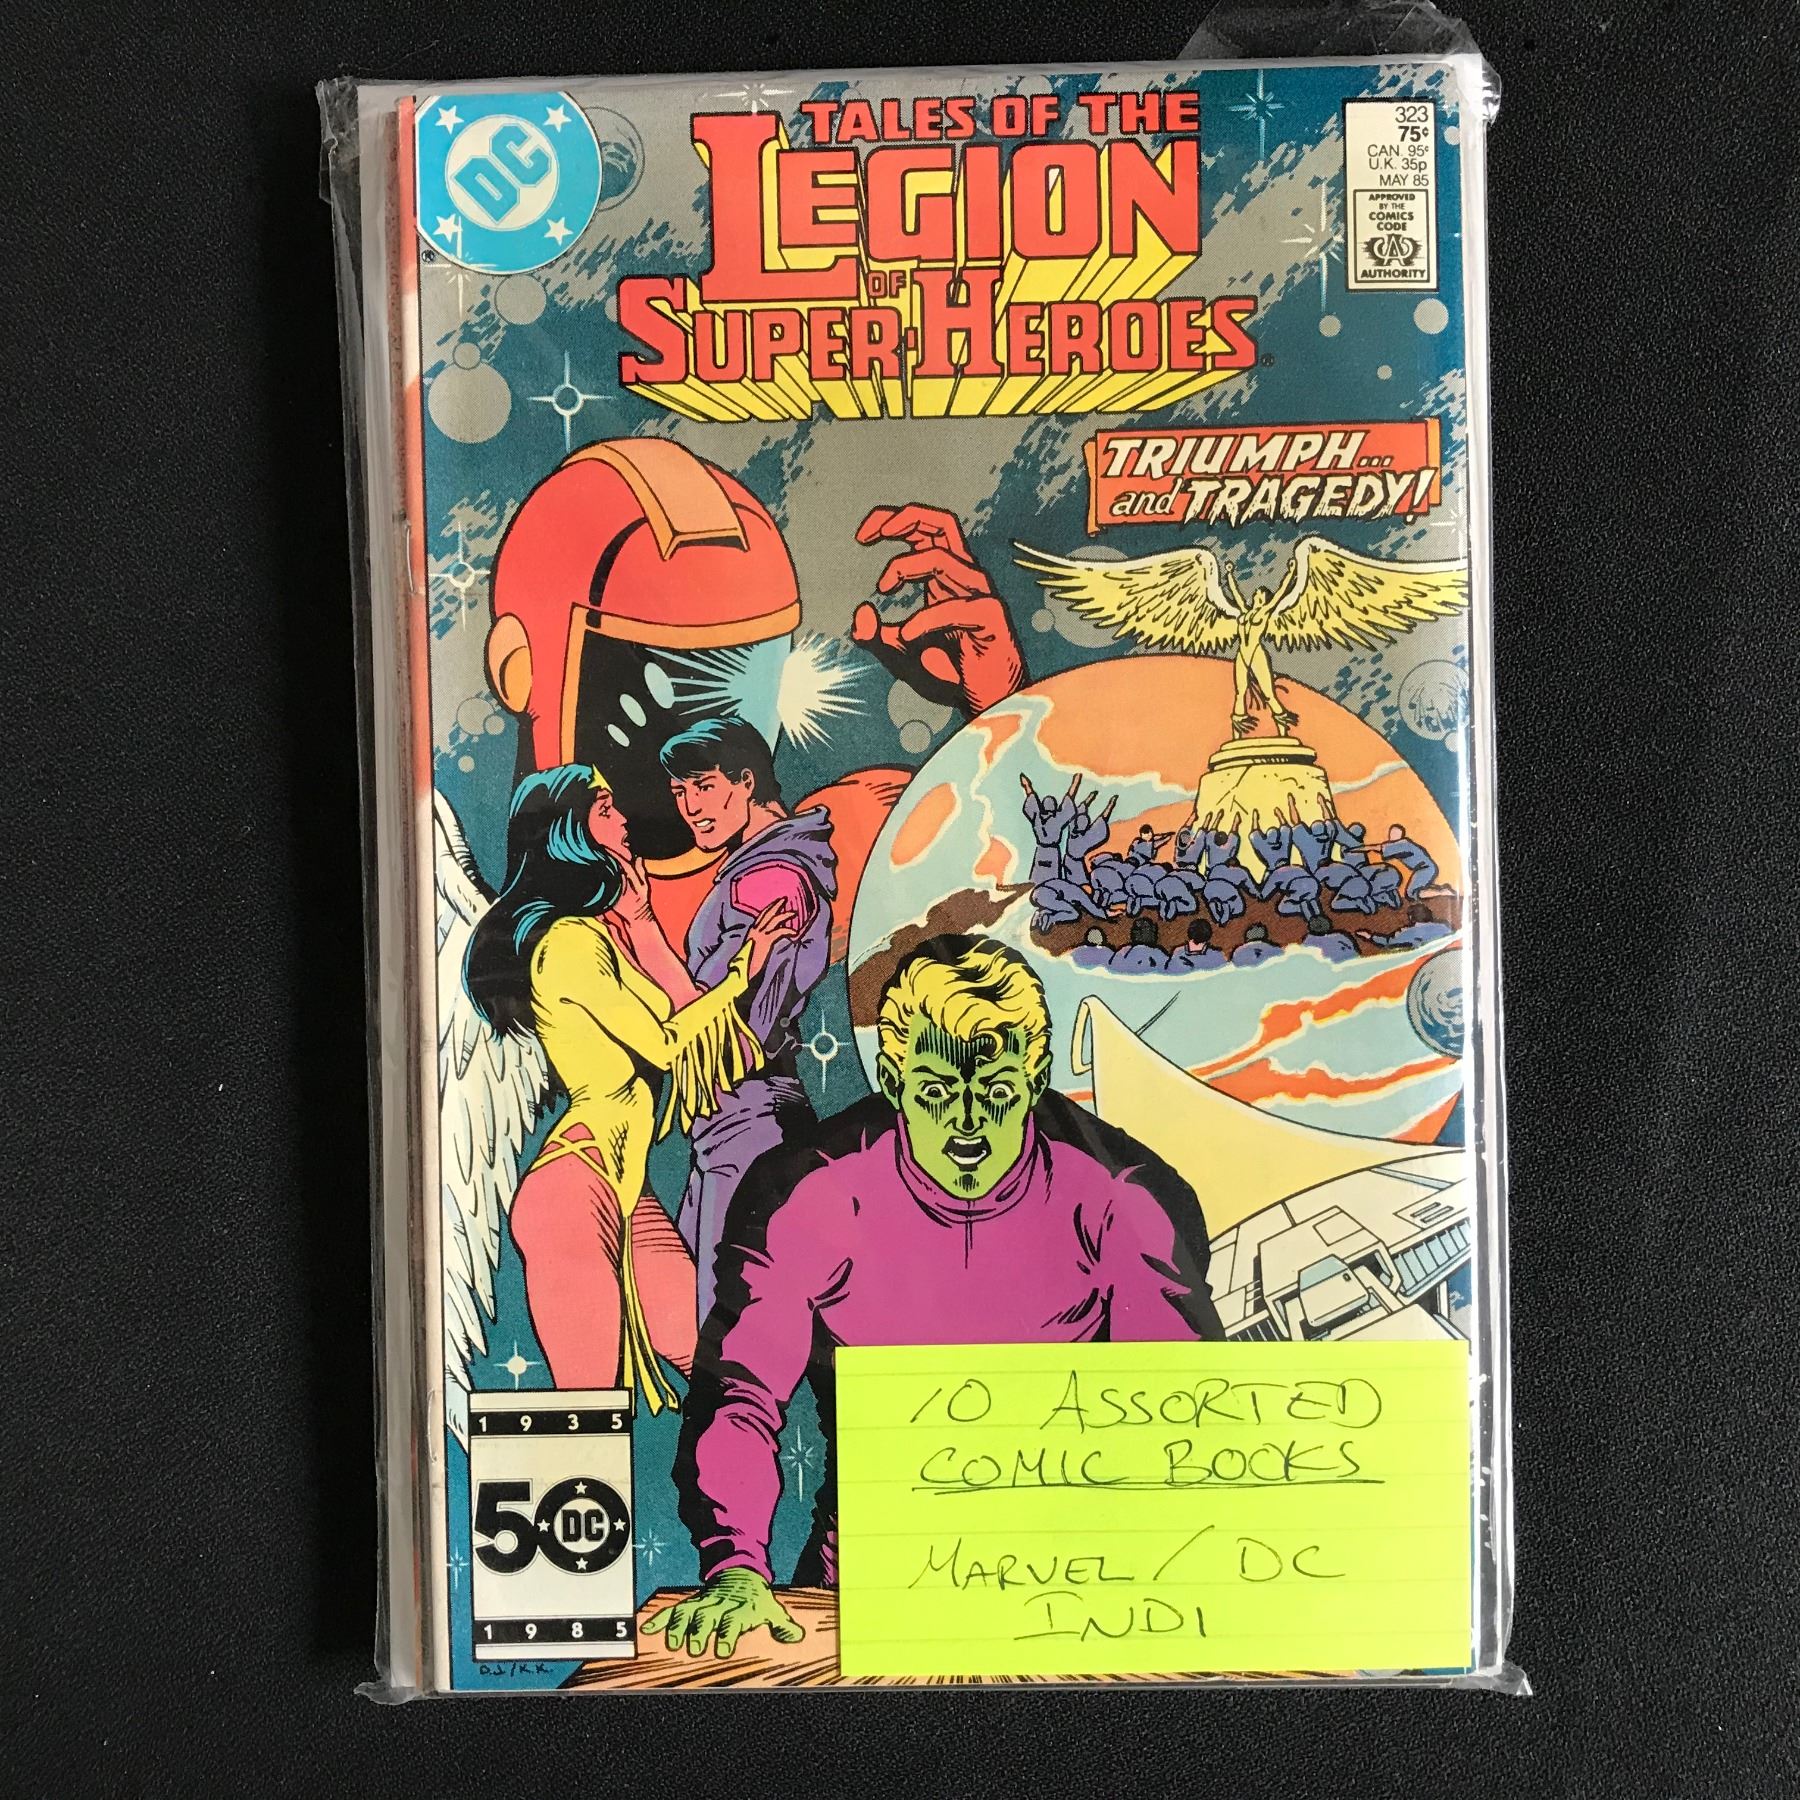 DC
TALES OF THE
LEGION
OF
SUPER-HEROES
®
®
323
75¢
CAN. 95¢
U.K. 35p
MAY 85
APPROVED
BY THE
COMICS
CODE
CA
AUTHORITY
TRIUMPH...
and TRAGEDY!
1935
50
DC
1985
D.J/K.K.
10 ASSORTED
COMIC BOOKS
MARVEL / DC
INDI